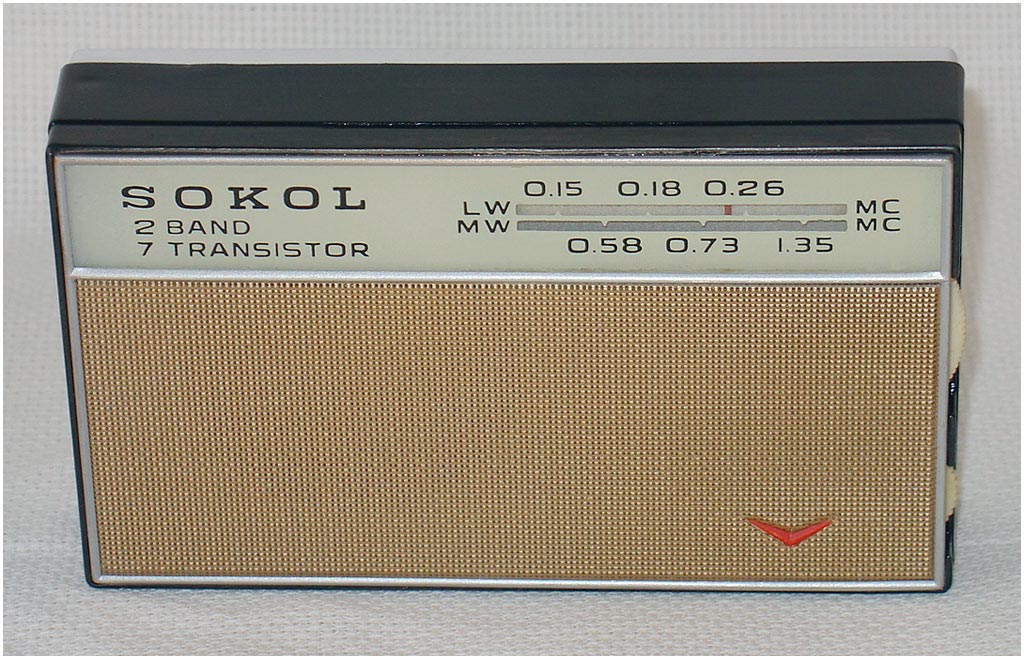 SOKOL
2 BAND
7 TRANSISTOR
0.15 0.18 0.26
LW MC
MW MC
0.58 0.73 1.35